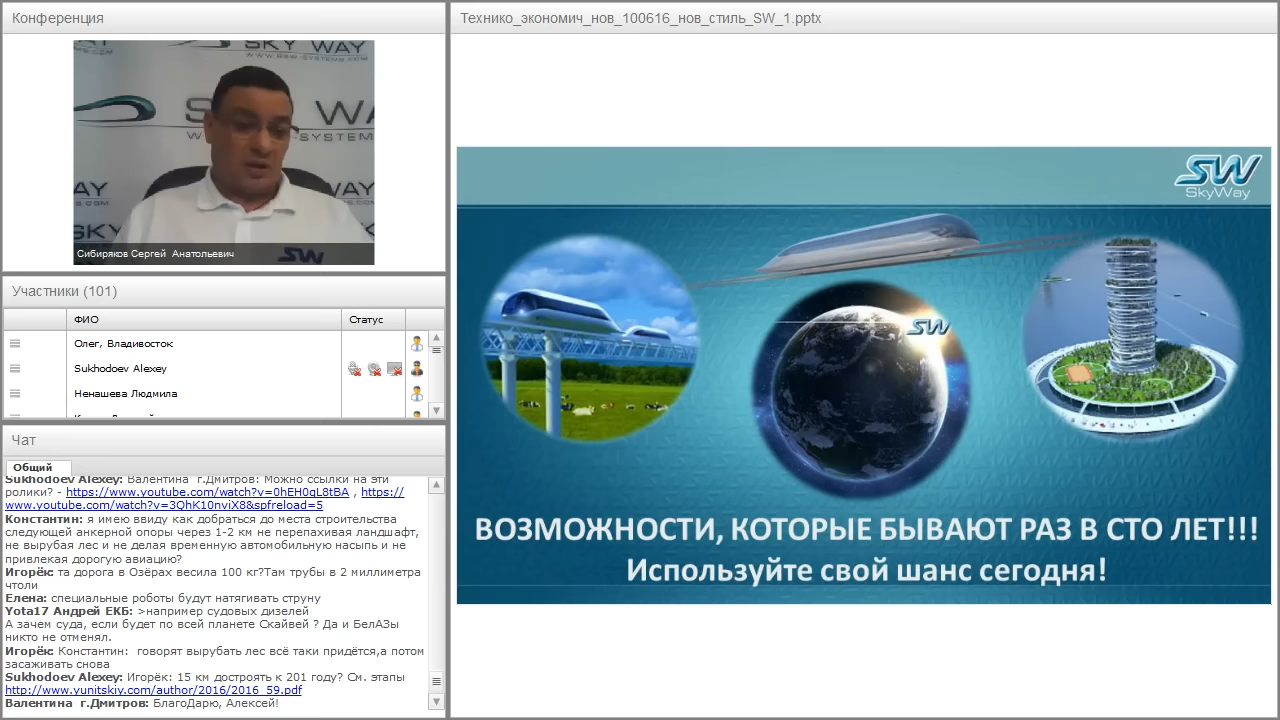 Конференция
SKY WAY
WWW.RSW-SYSTEMS.COM
SKY WAY
Сибиряков Сергей Анатольевич
Участники (101)
ФИО Статус
Олег, Владивосток
Sukhodoev Alexey
Ненашева Людмила
Чат
Общий
Sukhodoev Alexey: Валентина г.Дмитров: Можно ссылки на эти
ролики? - https://www.youtube.com/watch?v=0hEH0qL8tBA , https://
www.youtube.com/watch?v=3QhK10nviX8&spfreload=5
Константин: я имею ввиду как добраться до места строительства
следующей анкерной опоры через 1-2 км не перепахивая ландшафт,
не вырубая лес и не делая временную автомобильную насыпь и не
привлекая дорогую авиацию?
Игорёк: та дорога в Озёрах весила 100 кг?Там трубы в 2 миллиметра
чтоли
Елена: специальные роботы будут натягивать струну
Yota17 Андрей ЕКБ: >например судовых дизелей
А зачем суда, если будет по всей планете Скайвей ? Да и БелАЗы
никто не отменял.
Игорёк: Константин: говорят вырубать лес всё таки придётся,а потом
засаживать снова
Sukhodoev Alexey: Игорёк: 15 км достроять к 201 году? См. этапы
http://www.yunitskiy.com/author/2016/2016_59.pdf
Валентина г.Дмитров: БлагоДарю, Алексей!
Технико_экономич_нов_100616_нов_стиль_SW_1.pptx
SW
SkyWay
SW
ВОЗМОЖНОСТИ, КОТОРЫЕ БЫВАЮТ РАЗ В СТО ЛЕТ!!!
Используйте свой шанс сегодня!